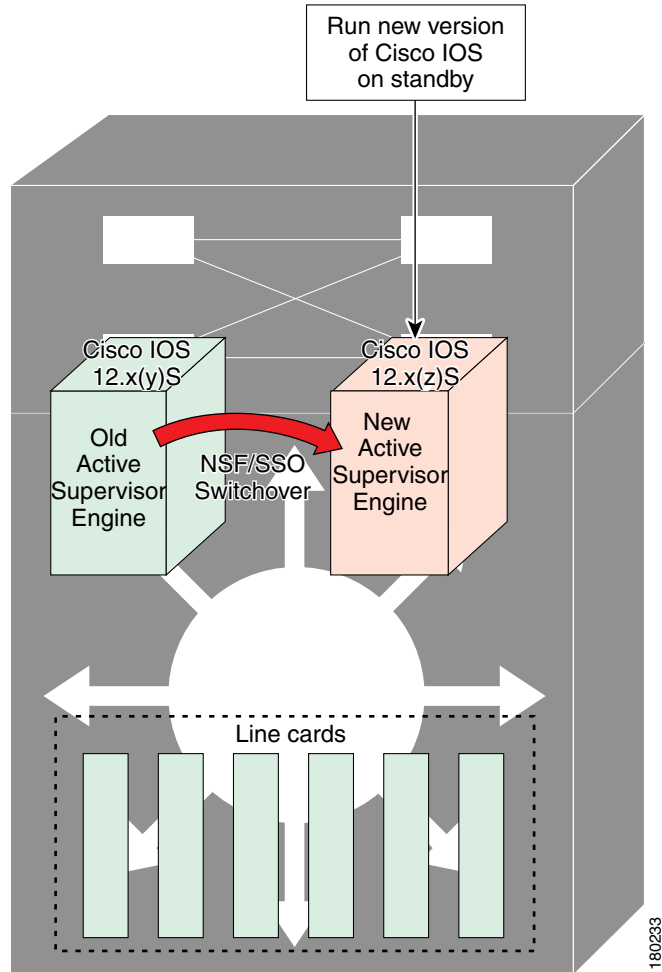 Run new version
of Cisco IOS
on standby
Cisco IOS
12.x(y)S
Cisco IOS
12.x(z)S
Old
Active
Supervisor
Engine
NSF/SSO
Switchover
New
Active
Supervisor
Engine
Line cards
180233